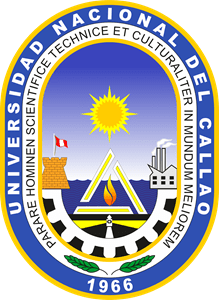 UNIVERSIDAD NACIONAL DEL CALLAO
PARARE HOMINEN SCIENTIFICE TECHNICE ET CULTURALITER IN MUNDUM MELIOREM
1966